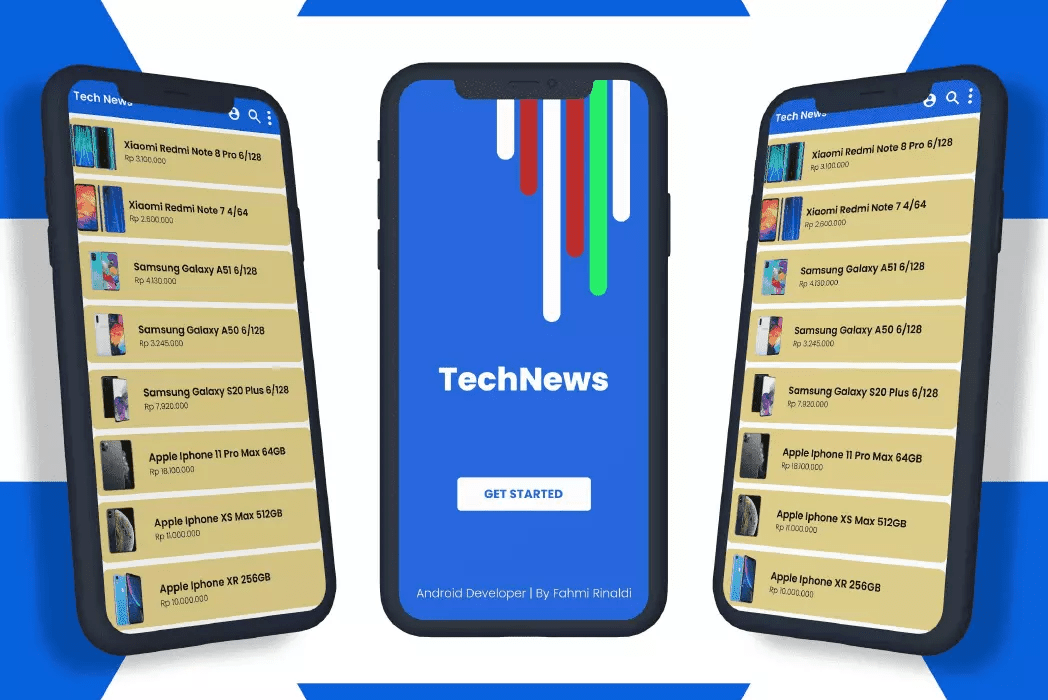 Tech News
Xiaomi Redmi Note 8 Pro 6/128
Rp 3.100.000
Xiaomi Redmi Note 7 4/64
Rp 2.600.000
Samsung Galaxy A51 6/128
Rp 4.130.000
Samsung Galaxy A50 6/128
Rp 3.245.000
Samsung Galaxy S20 Plus 6/128
Rp 7.920.000
Apple Iphone 11 Pro Max 64GB
Rp 18.100.000
Apple Iphone XS Max 512GB
Rp 11.000.000
Apple Iphone XR 256GB
Rp 10.000.000
TechNews
GET STARTED
Android Developer | By Fahmi Rinaldi
Tech News
Xiaomi Redmi Note 8 Pro 6/128
Rp 3.100.000
Xiaomi Redmi Note 7 4/64
Rp 2.600.000
Samsung Galaxy A51 6/128
Rp 4.130.000
Samsung Galaxy A50 6/128
Rp 3.245.000
Samsung Galaxy S20 Plus 6/128
Rp 7.920.000
Apple Iphone 11 Pro Max 64GB
Rp 18.100.000
Apple Iphone XS Max 512GB
Rp 11.000.000
Apple Iphone XR 256GB
Rp 10.000.000